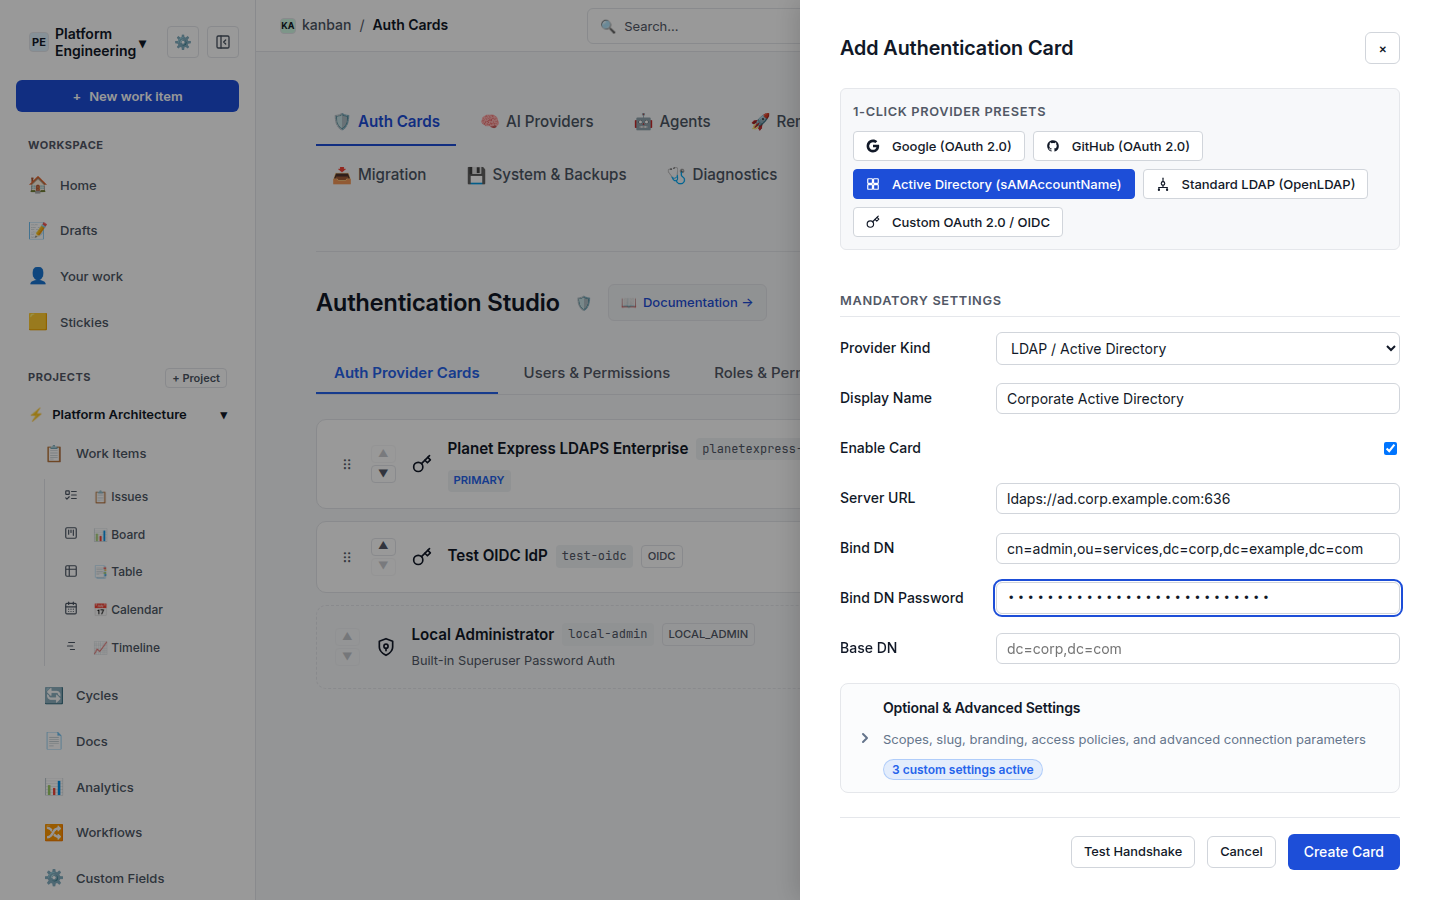 PE Platform Engineering ▾
+ New work item
WORKSPACE
Home
Drafts
Your work
Stickies
PROJECTS
+ Project
Platform Architecture ▾
Work Items
Issues
Board
Table
Calendar
Timeline
Cycles
Docs
Analytics
Workflows
Custom Fields
KA kanban / Auth Cards
Search...
Auth Cards
AI Providers
Agents
Migration
System & Backups
Diagnostics
Authentication Studio
Documentation →
Auth Provider Cards
Users & Permissions
Planet Express LDAPS Enterprise
PRIMARY
Test OIDC IdP test-oidc OIDC
Local Administrator local-admin LOCAL_ADMIN
Built-in Superuser Password Auth
Add Authentication Card
×
1-CLICK PROVIDER PRESETS
Google (OAuth 2.0)
GitHub (OAuth 2.0)
Active Directory (sAMAccountName)
Standard LDAP (OpenLDAP)
Custom OAuth 2.0 / OIDC
MANDATORY SETTINGS
Provider Kind LDAP / Active Directory
Display Name Corporate Active Directory
Enable Card
Server URL ldaps://ad.corp.example.com:636
Bind DN cn=admin,ou=services,dc=corp,dc=example,dc=com
Bind DN Password
Base DN dc=corp,dc=com
Optional & Advanced Settings
Scopes, slug, branding, access policies, and advanced connection parameters
3 custom settings active
Test Handshake
Cancel
Create Card